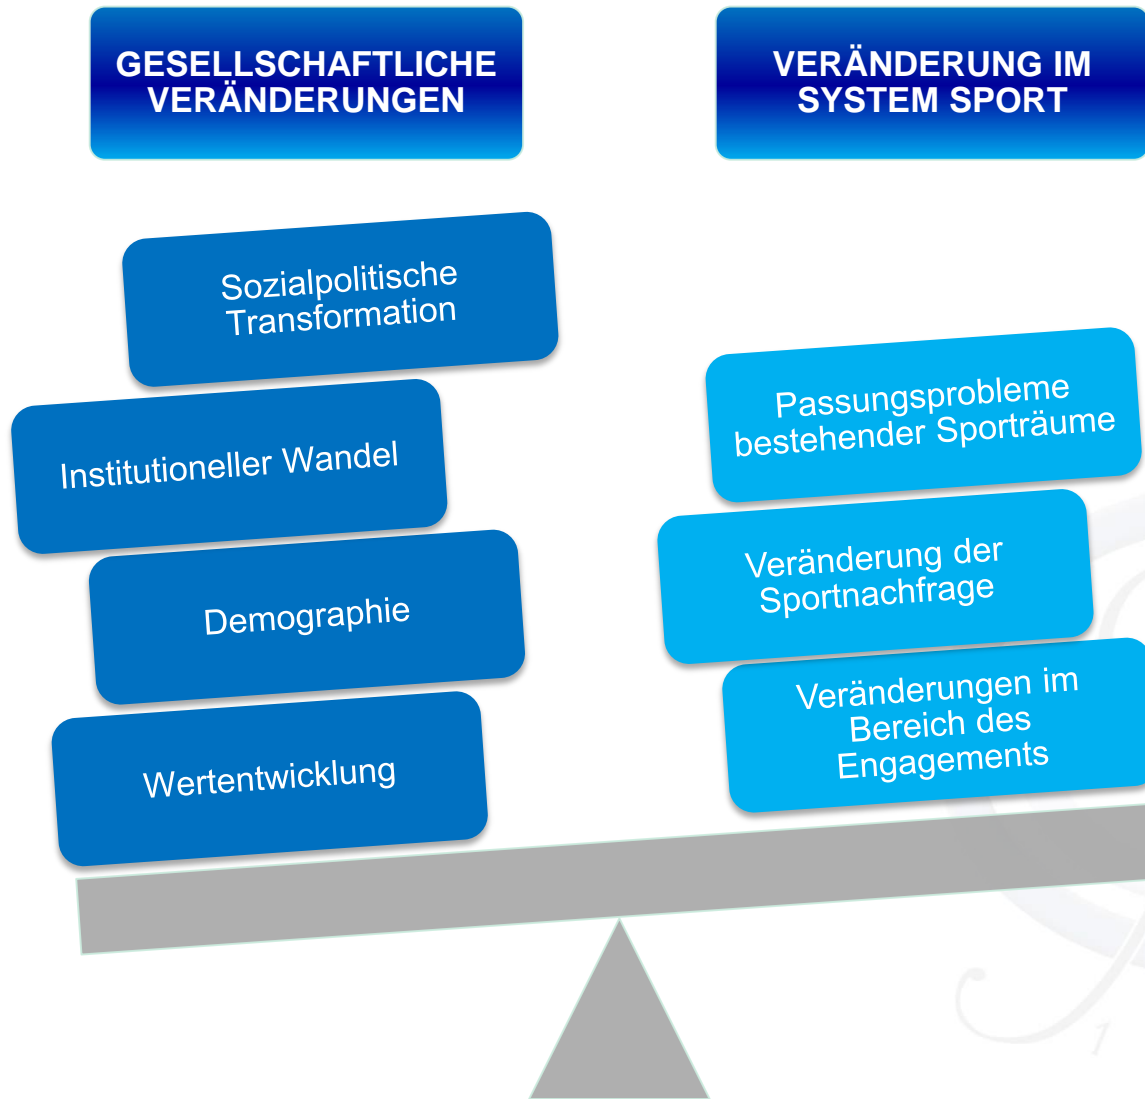 GESELLSCHAFTLICHE
VERÄNDERUNGEN
Sozialpolitische
Transformation
Institutioneller Wandel
Demographie
Wertentwicklung
VERÄNDERUNG IM
SYSTEM SPORT
Passungsprobleme
bestehender Sporträume
Veränderung der
Sportnachfrage
Veränderungen im
Bereich des
Engagements
1